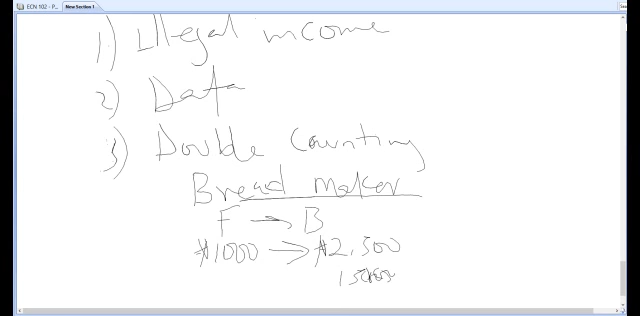 ECN 102 - P...
New Section 1
1) Illegal income
2) Data
3) Double Counting
Bread maker
F → B
₦1000 → ₦2,500